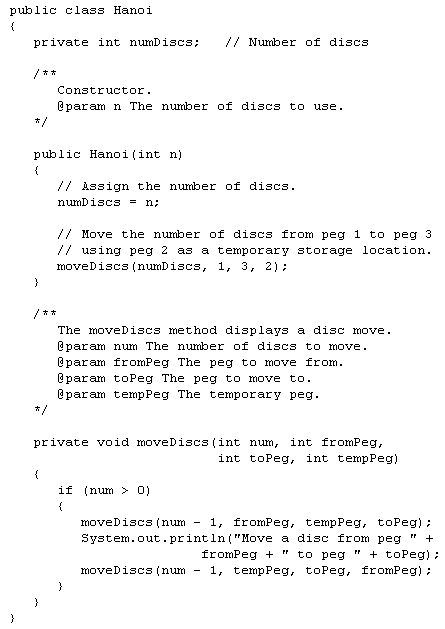 public class Hanoi
{
   private int numDiscs;   // Number of discs

   /**
      Constructor.
      @param n The number of discs to use.
   */

   public Hanoi(int n)
   {
      // Assign the number of discs.
      numDiscs = n;

      // Move the number of discs from peg 1 to peg 3
      // using peg 2 as a temporary storage location.
      moveDiscs(numDiscs, 1, 3, 2);
   }

   /**
      The moveDiscs method displays a disc move.
      @param num The number of discs to move.
      @param fromPeg The peg to move from.
      @param toPeg The peg to move to.
      @param tempPeg The temporary peg.
   */

   private void moveDiscs(int num, int fromPeg,
                          int toPeg, int tempPeg)
   {
      if (num > 0)
      {
         moveDiscs(num - 1, fromPeg, tempPeg, toPeg);
         System.out.println("Move a disc from peg " +
                        fromPeg + " to peg " + toPeg);
         moveDiscs(num - 1, tempPeg, toPeg, fromPeg);
      }
   }
}